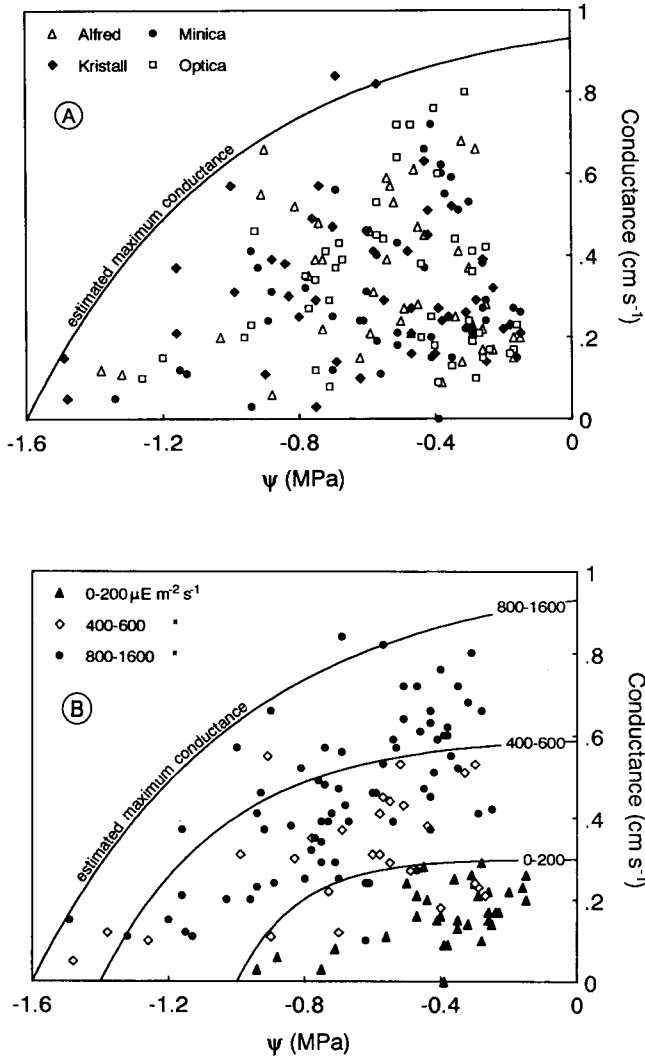 △ Alfred ● Minica
◆ Kristall □ Optica
A
estimated maximum conductance
1
.8
.6
.4
.2
0
Conductance (cm s⁻¹)
-1.6 -1.2 -0.8 -0.4 0
ψ (MPa)
▲ 0-200 μE m⁻² s⁻¹
◇ 400-600 "
● 800-1600 "
B
estimated maximum conductance
800-1600
400-600
0-200
1
.8
.6
.4
.2
0
Conductance (cm s⁻¹)
-1.6 -1.2 -0.8 -0.4 0
ψ (MPa)